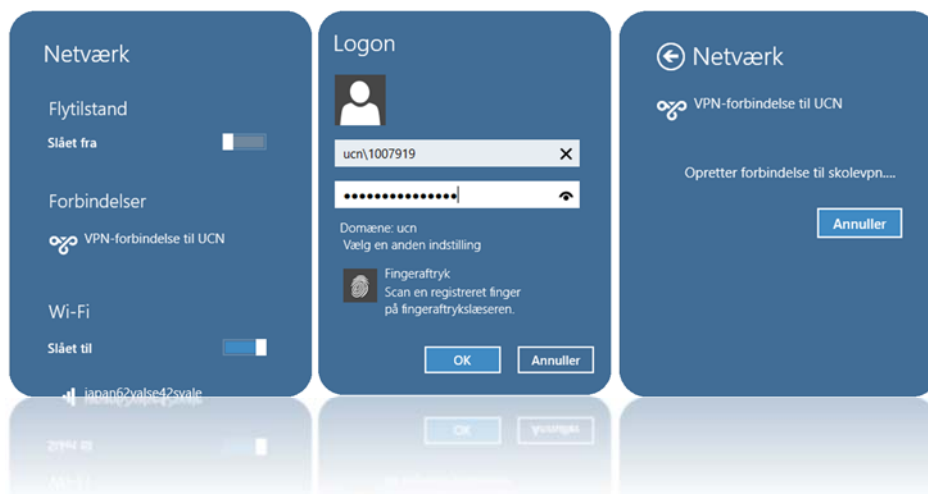 Netværk
Flytilstand
Slået fra
Forbindelser
VPN-forbindelse til UCN
Wi-Fi
Slået til
japan62valse42svale
Logon
ucn\1007919
•••••••••••••••
Domæne: ucn
Vælg en anden indstilling
Fingeraftryk
Scan en registreret finger
på fingeraftrykslæseren.
OK
Annuller
Netværk
VPN-forbindelse til UCN
Opretter forbindelse til skolevpn....
Annuller